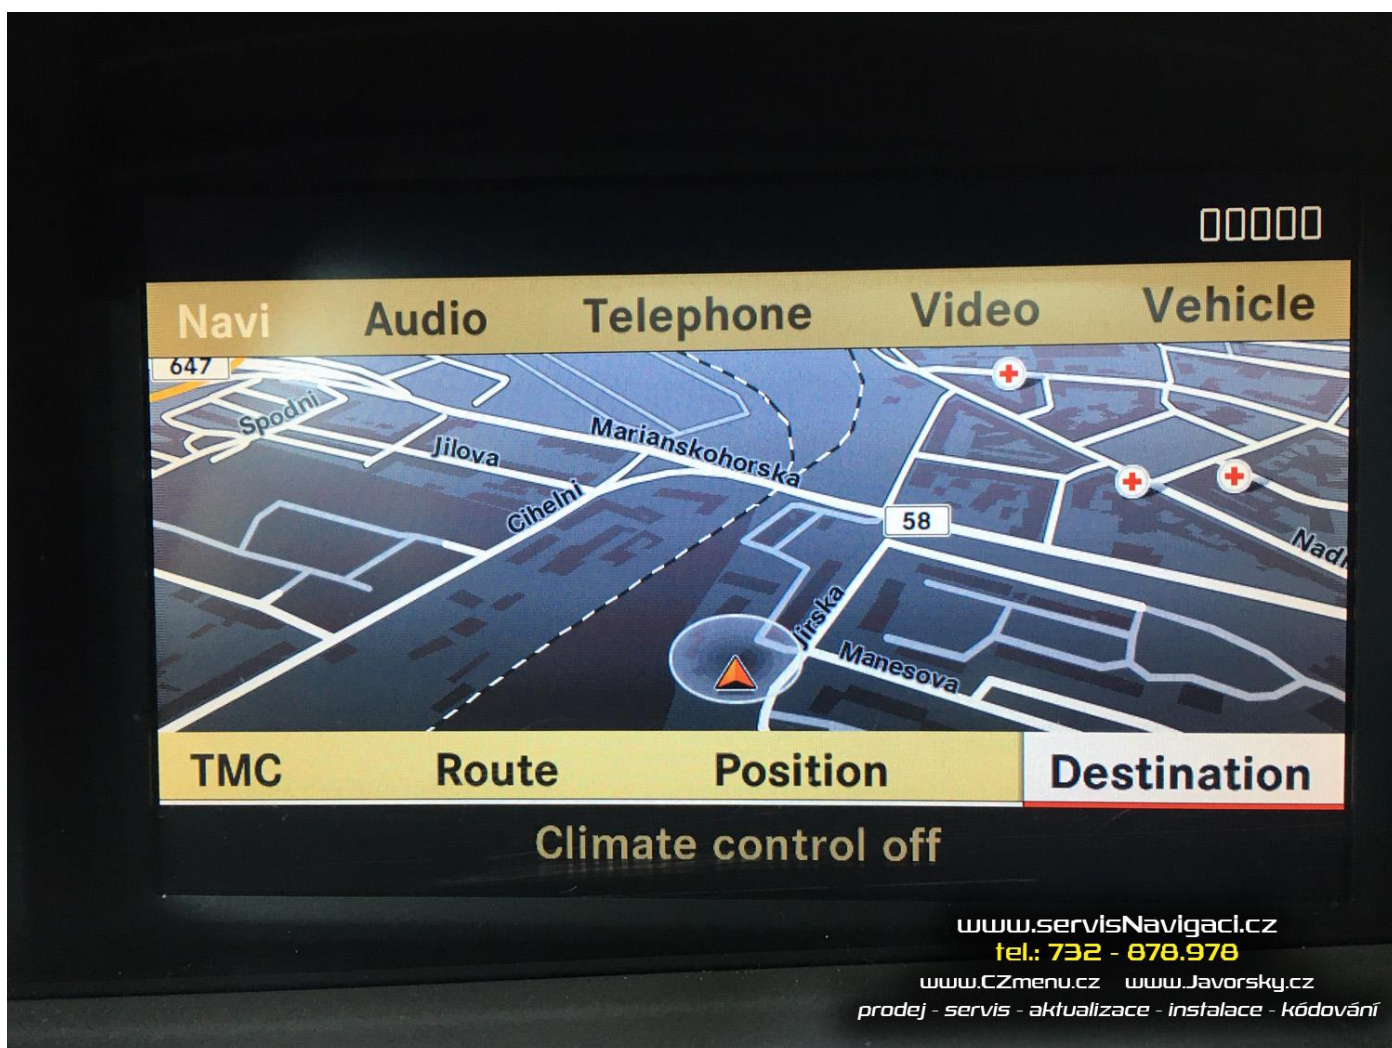 Navi Audio Telephone Video Vehicle
647
Spodni
Jilova
Marianskohorska
Cihelni
58
Jirska
Manesova
TMC Route Position Destination
Climate control off
www.servisNavigaci.cz
tel.: 732 - 878.978
www.CZmenu.cz www.Javorsky.cz
prodej - servis - aktualizace - instalace - kódování